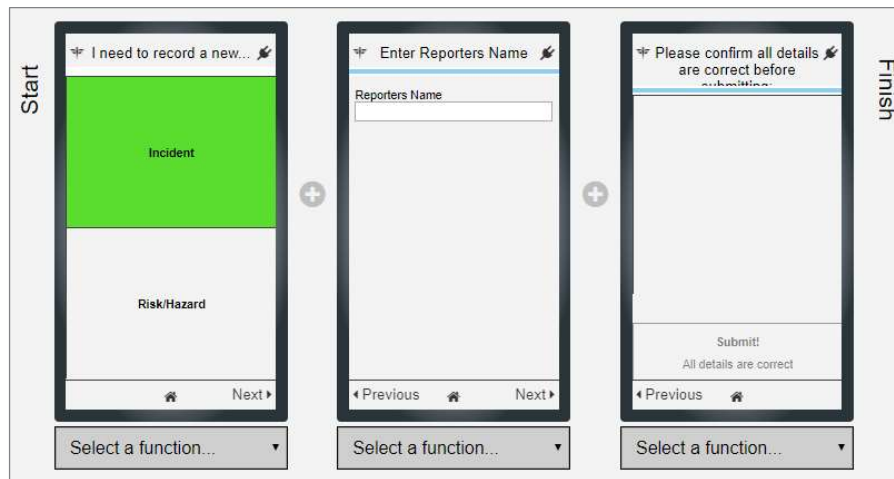 Start
I need to record a new...
Incident
Risk/Hazard
Next
Select a function...
Enter Reporters Name
Reporters Name
Previous
Next
Select a function...
Please confirm all details
are correct before
submitting:
Submit!
All details are correct
Previous
Select a function...
Finish